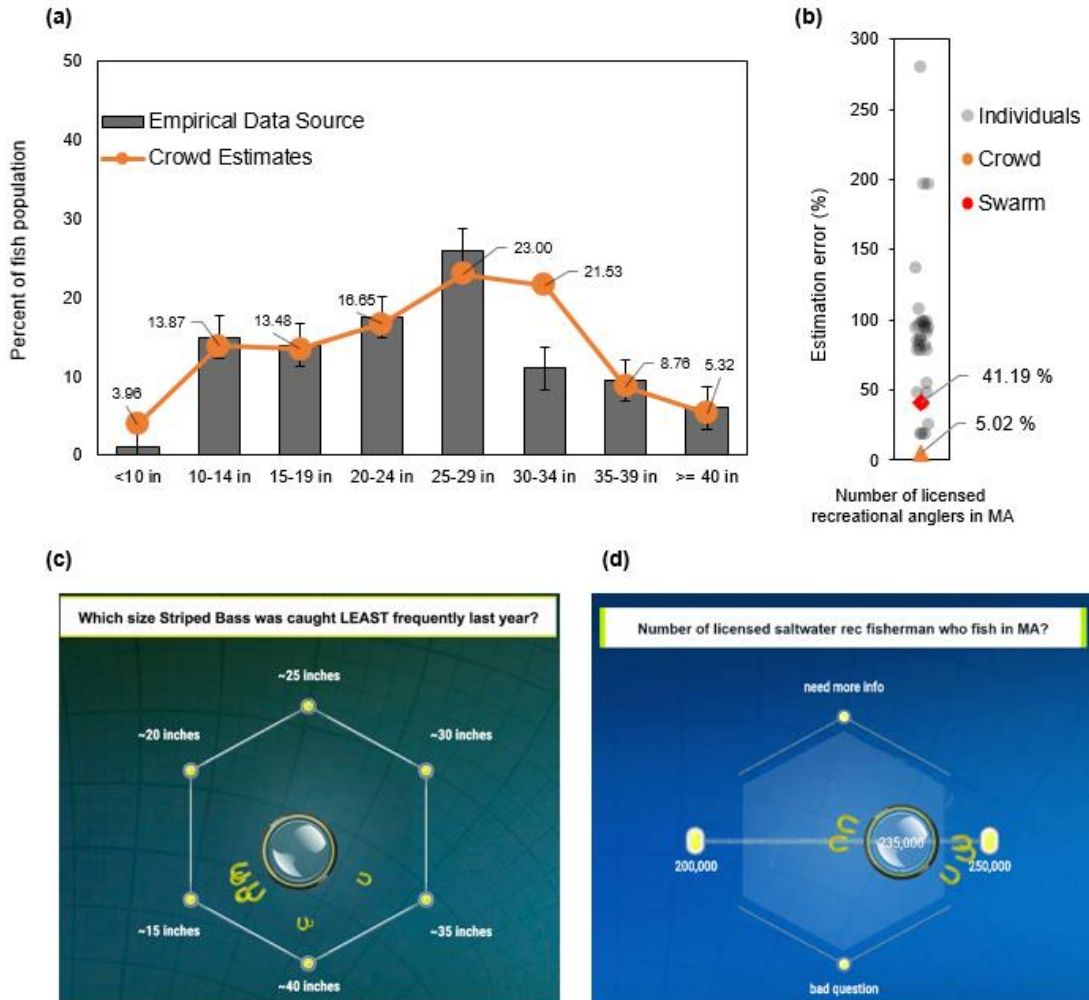 (a)
50
40
30
20
10
0
Percent of fish population
Empirical Data Source
Crowd Estimates
3.96
13.87
13.48
16.65
23.00
21.53
8.76
5.32
<10 in
10-14 in
15-19 in
20-24 in
25-29 in
30-34 in
35-39 in
>= 40 in
(b)
300
250
200
150
100
50
0
Estimation error (%)
Individuals
Crowd
Swarm
41.19 %
5.02 %
Number of licensed
recreational anglers in MA
(c)
Which size Striped Bass was caught LEAST frequently last year?
~25 inches
~20 inches
~30 inches
~15 inches
~35 inches
~40 inches
(d)
Number of licensed saltwater rec fisherman who fish in MA?
need more info
235,000
200,000
250,000
bad question